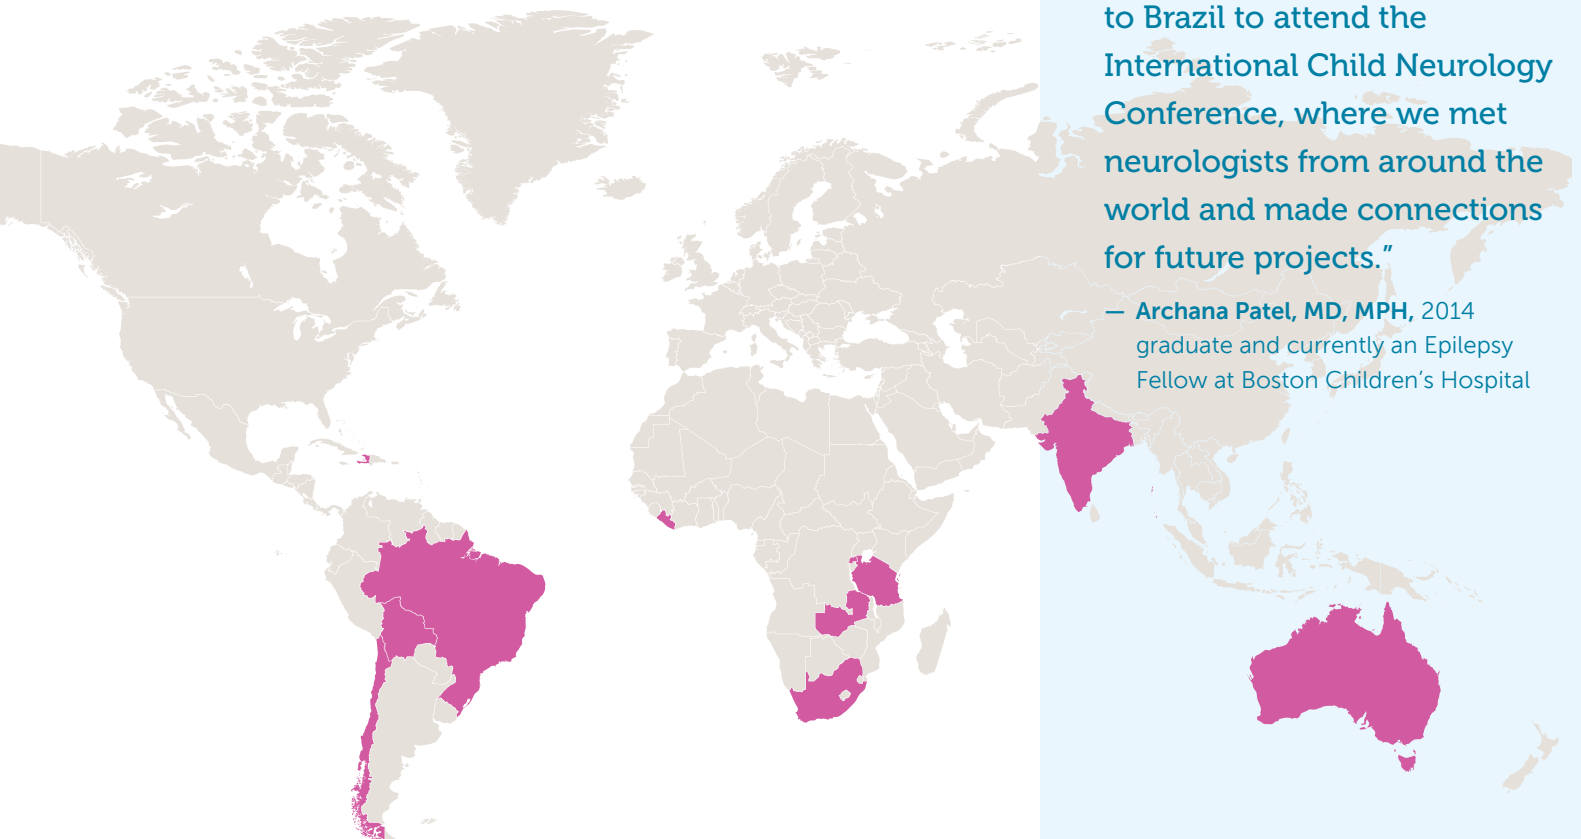 to Brazil to attend the
International Child Neurology
Conference, where we met
neurologists from around the
world and made connections
for future projects.”
— Archana Patel, MD, MPH, 2014
graduate and currently an Epilepsy
Fellow at Boston Children’s Hospital